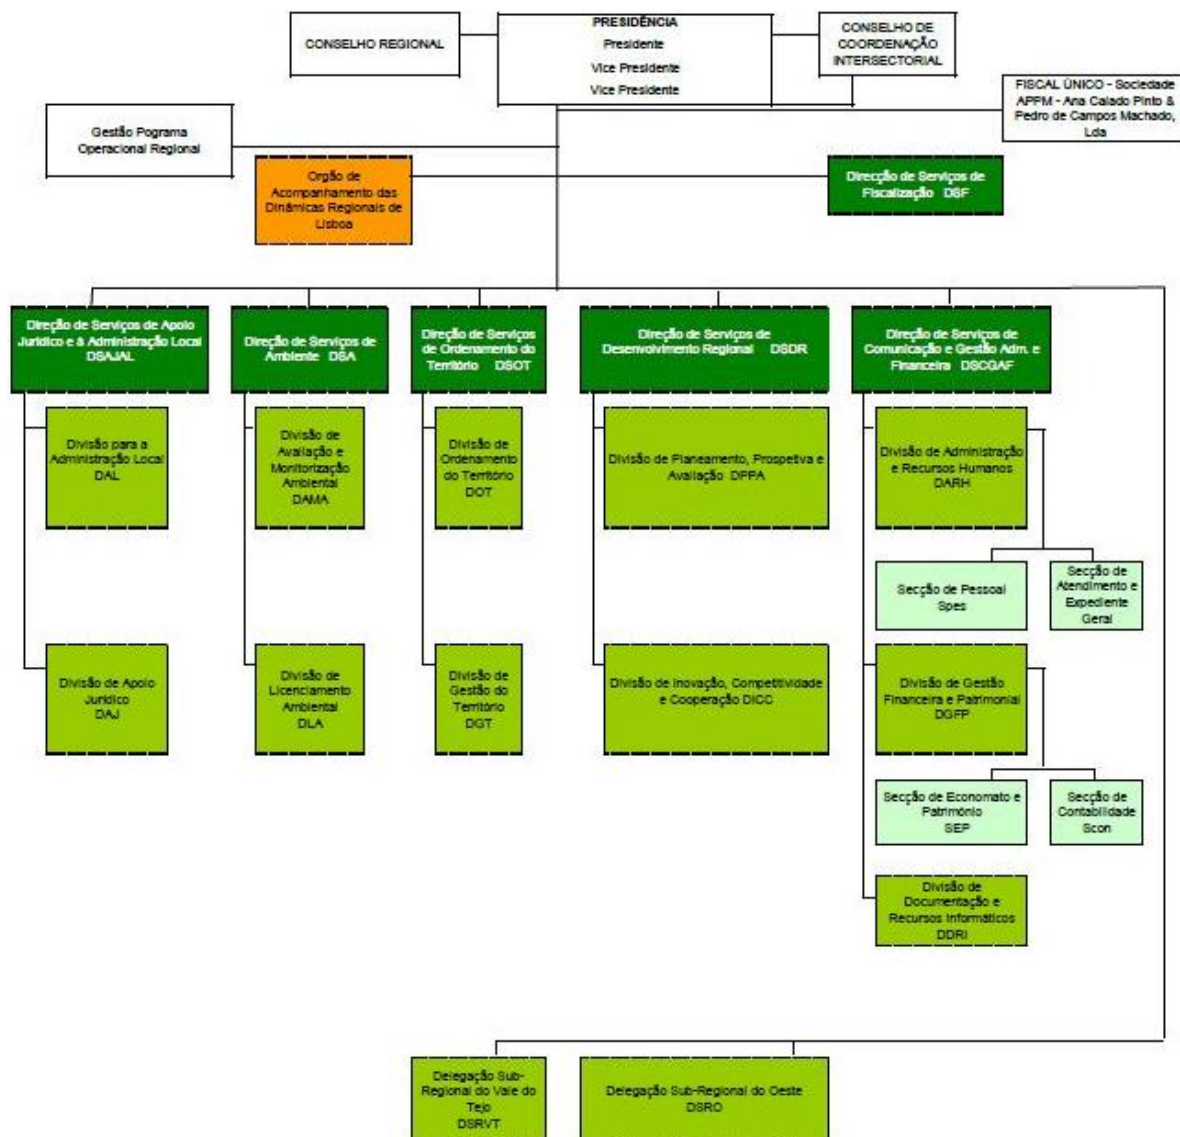 PRESIDÊNCIA
Presidente
Vice Presidente
Vice Presidente
CONSELHO REGIONAL
CONSELHO DE
COORDENAÇÃO
INTERSECTORIAL
FISCAL ÚNICO - Sociedade
APPM - Ana Calado Pinto &
Pedro de Campos Machado,
Lda
Gestão Pograma
Operacional Regional
Orgão de
Acompanhamento das
Dinâmicas Regionais de
Lisboa
Direcção de Serviços de
Fiscalização DSF
Direção de Serviços de Apoio
Jurídico e à Administração Local
DSAJAL
Direção de Serviços de
Ambiente DSA
Direção de Serviços
de Ordenamento do
Território DSOT
Direção de Serviços de
Desenvolvimento Regional DSDR
Direção de Serviços de
Comunicação e Gestão Adm. e
Financeira DSCGAF
Divisão para a
Administração Local
DAL
Divisão de
Avaliação e
Monitorização
Ambiental
DAMA
Divisão de
Ordenamento
do Território
DOT
Divisão de Planeamento, Prospetiva e
Avaliação DPPA
Divisão de Administração
e Recursos Humanos
DARH
Secção de Pessoal
Spes
Secção de
Atendimento e
Expediente
Geral
Divisão de Apoio
Jurídico
DAJ
Divisão de
Licenciamento
Ambiental
DLA
Divisão de
Gestão do
Território
DGT
Divisão de Inovação, Competitividade
e Cooperação DICC
Divisão de Gestão
Financeira e Patrimonial
DGFP
Secção de Economato e
Património
SEP
Secção de
Contabilidade
Scon
Divisão de
Documentação e
Recursos Informáticos
DDRI
Delegação Sub-
Regional do Vale do
Tejo
DSRVT
Delegação Sub-Regional do Oeste
DSRO